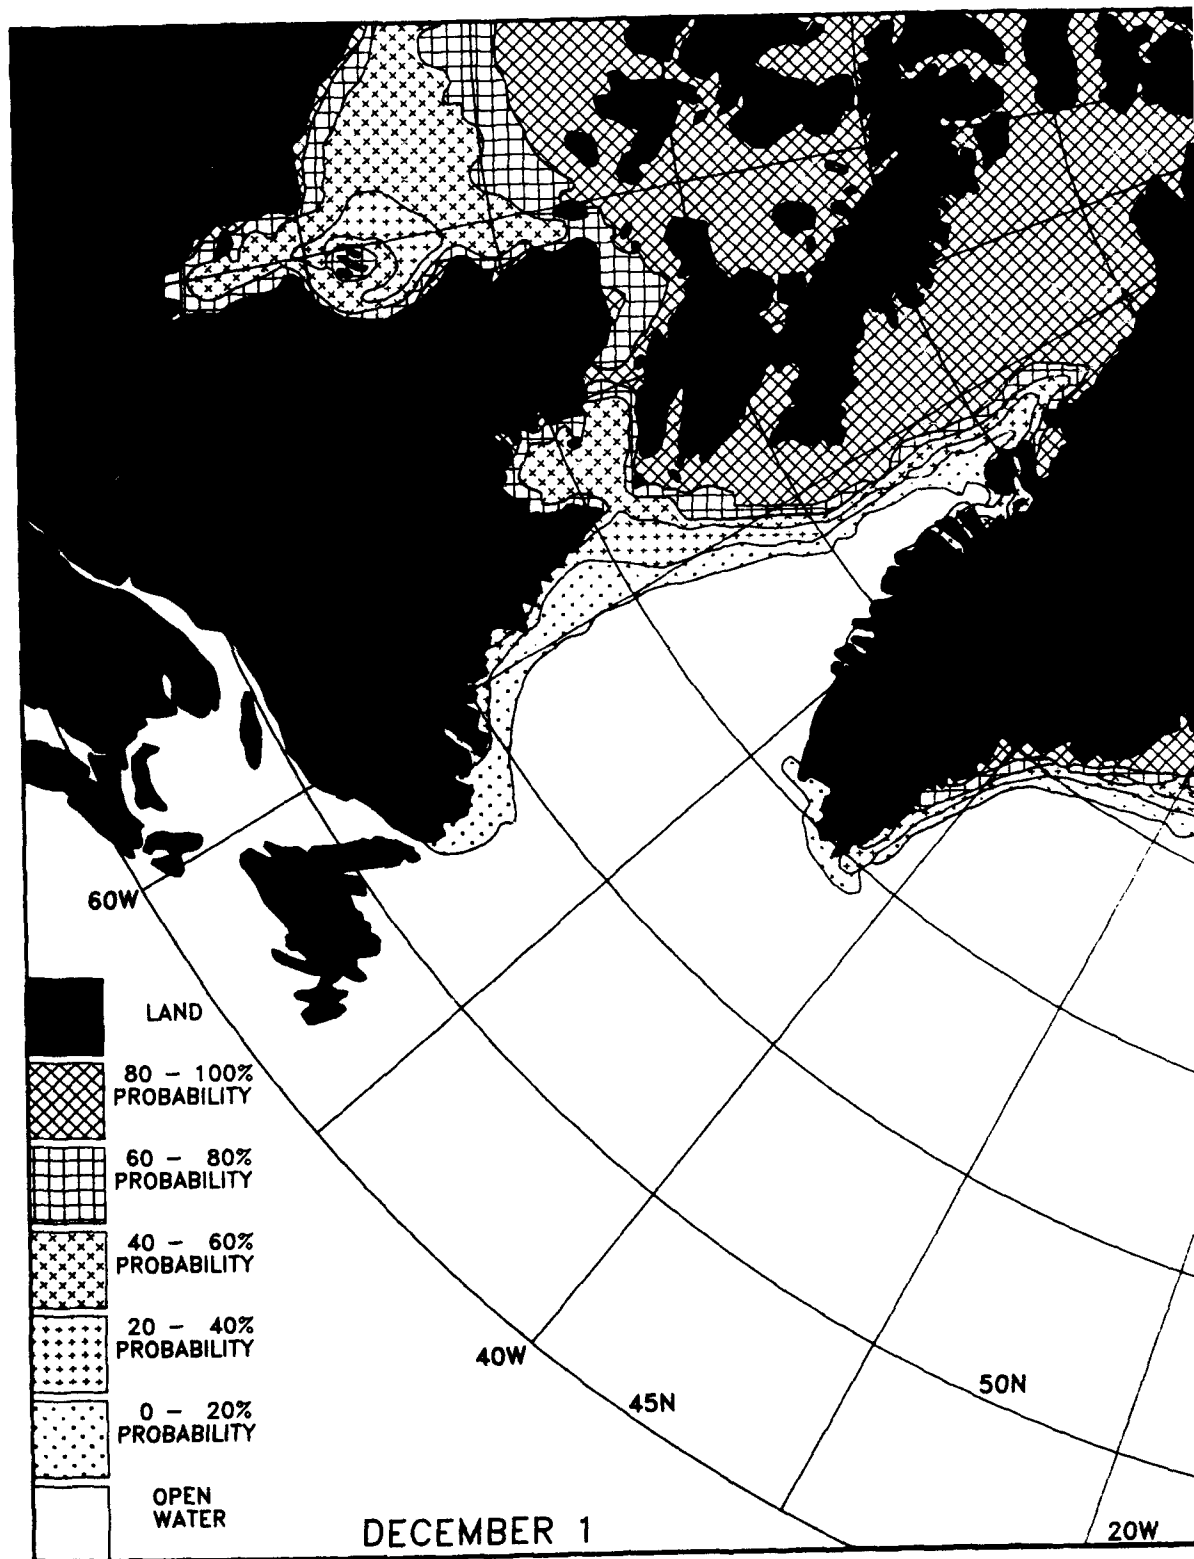 60W
LAND
80 – 100%
PROBABILITY
60 – 80%
PROBABILITY
40 – 60%
PROBABILITY
20 – 40%
PROBABILITY
0 – 20%
PROBABILITY
OPEN
WATER
40W
45N
50N
20W
DECEMBER 1